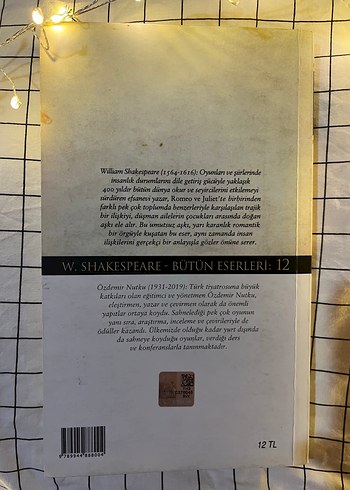 William Shakespeare (1564-1616): Oyunları ve şiirlerinde
insanlık durumlarını dile getiriş gücüyle yaklaşık
400 yıldır bütün dünya okur ve seyircilerini etkilemeyi
sürdüren efsanevi yazar, Romeo ve Juliet'te birbirinden
farklı pek çok toplumda benzerleriyle karşılaşılan trajik
bir ilişkiyi, düşman ailelerin çocukları arasında doğan
aşkı ele alır. Bu umutsuz aşkı, yarı karanlık romantik
bir örgüyle kuşatan bu eser, aynı zamanda insan
ilişkilerini gerçekçi bir anlayışla gözler önüne serer.
W. SHAKESPEARE - BÜTÜN ESERLERİ: 12
Özdemir Nutku (1931-2019): Türk tiyatrosuna büyük
katkıları olan eğitimci ve yönetmen Özdemir Nutku,
eleştirmen, yazar ve çevirmen olarak da önemli
yapıtlar ortaya koydu. Sahnelediği pek çok oyunun
yanı sıra, araştırma, inceleme ve çevirileriyle de
ödüller kazandı. Ülkemizde olduğu kadar yurt dışında
da sahneye koyduğu oyunlar, verdiği ders
ve konferanslarla tanınmaktadır.
9789944888004
12 TL